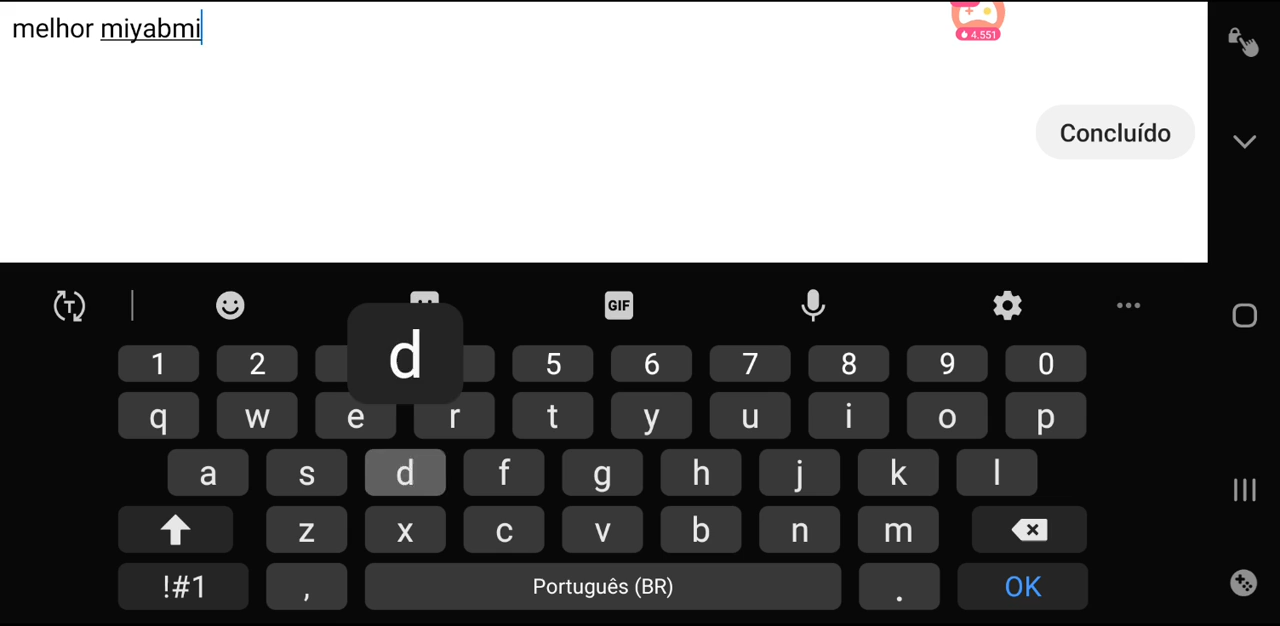 melhor miyabmi
4.551
Concluído
T
GIF
d
1 2 5 6 7 8 9 0
q w e r t y u i o p
a s d f g h j k l
z x c v b n m
!#1 , Português (BR) . OK